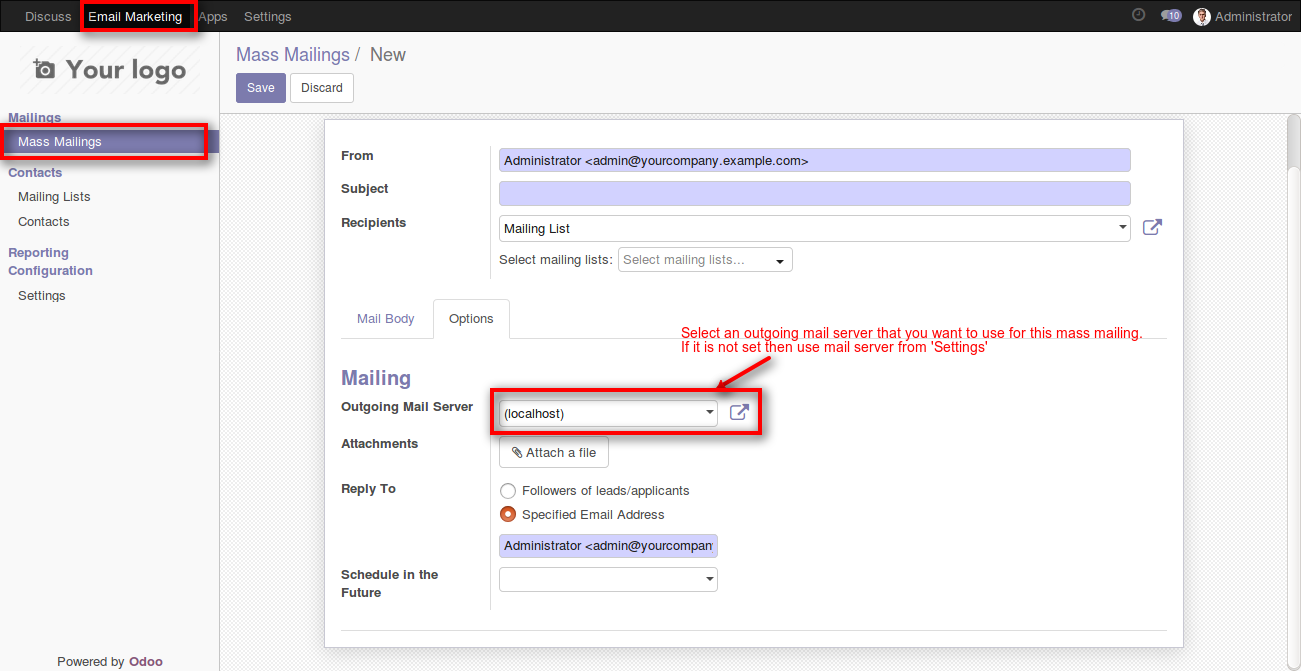 Discuss Email Marketing Apps Settings 10 Administrator
Your logo
Mass Mailings / New
Save Discard
Mailings
Mass Mailings
Contacts
Mailing Lists
Contacts
Reporting
Configuration
Settings
Powered by Odoo
From Administrator <admin@yourcompany.example.com>
Subject
Recipients Mailing List
Select mailing lists: Select mailing lists...
Mail Body Options
Select an outgoing mail server that you want to use for this mass mailing.
If it is not set then use mail server from 'Settings'
Mailing
Outgoing Mail Server (localhost)
Attachments Attach a file
Reply To Followers of leads/applicants
Specified Email Address
Administrator <admin@yourcompany
Schedule in the
Future